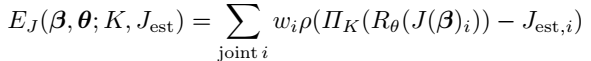 E_J(β, θ; K, J_est) = ∑_{joint i} w_i ρ(Π_K(R_θ(J(β)_i)) − J_{est,i})